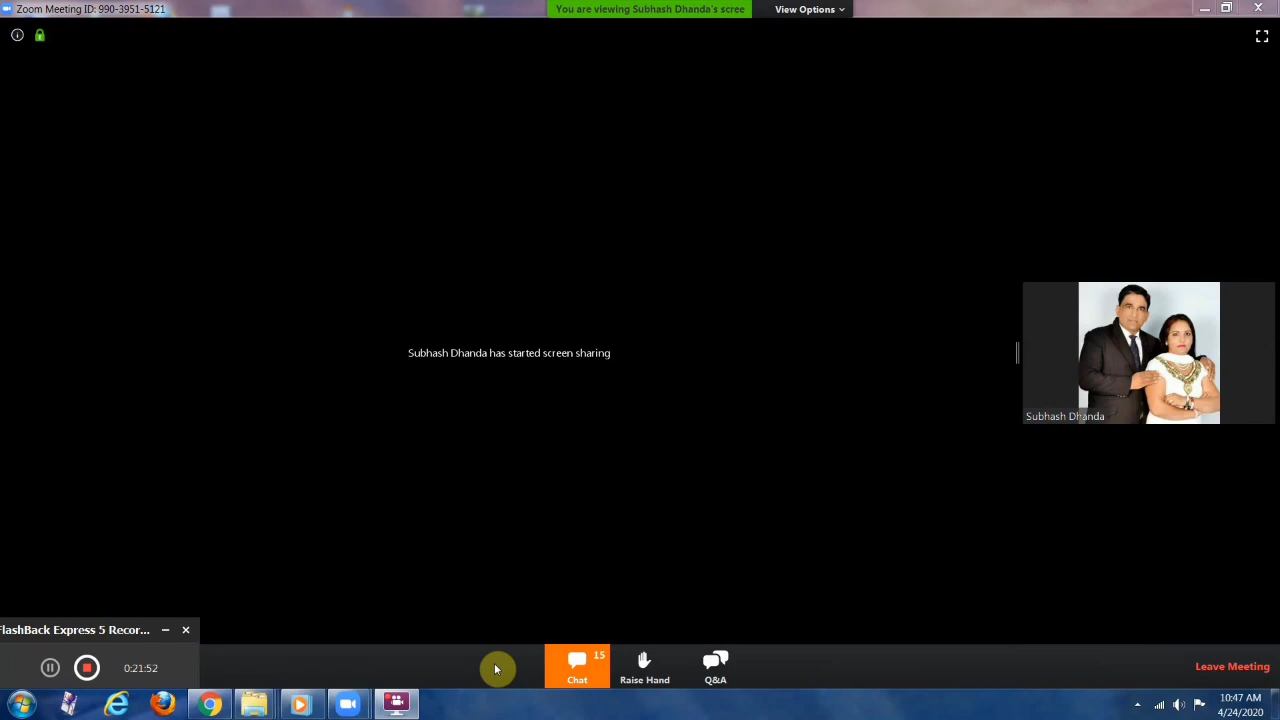 Zoom Meeting ID: 990-3951-5121
You are viewing Subhash Dhanda's scree
View Options
Subhash Dhanda has started screen sharing
Subhash Dhanda
FlashBack Express 5 Recor...
0:21:52
15
Chat
Raise Hand
Q&A
Leave Meeting
10:47 AM
4/24/2020